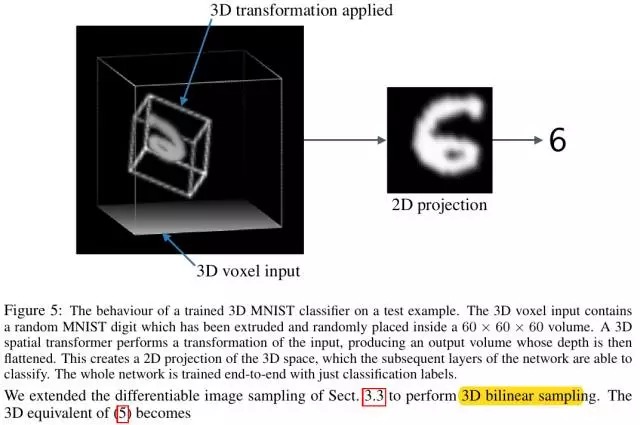 3D transformation applied
6
2D projection
3D voxel input
Figure 5: The behaviour of a trained 3D MNIST classifier on a test example. The 3D voxel input contains
a random MNIST digit which has been extruded and randomly placed inside a 60 × 60 × 60 volume. A 3D
spatial transformer performs a transformation of the input, producing an output volume whose depth is then
flattened. This creates a 2D projection of the 3D space, which the subsequent layers of the network are able to
classify. The whole network is trained end-to-end with just classification labels.
We extended the differentiable image sampling of Sect. 3.3 to perform 3D bilinear sampling. The
3D equivalent of (5) becomes